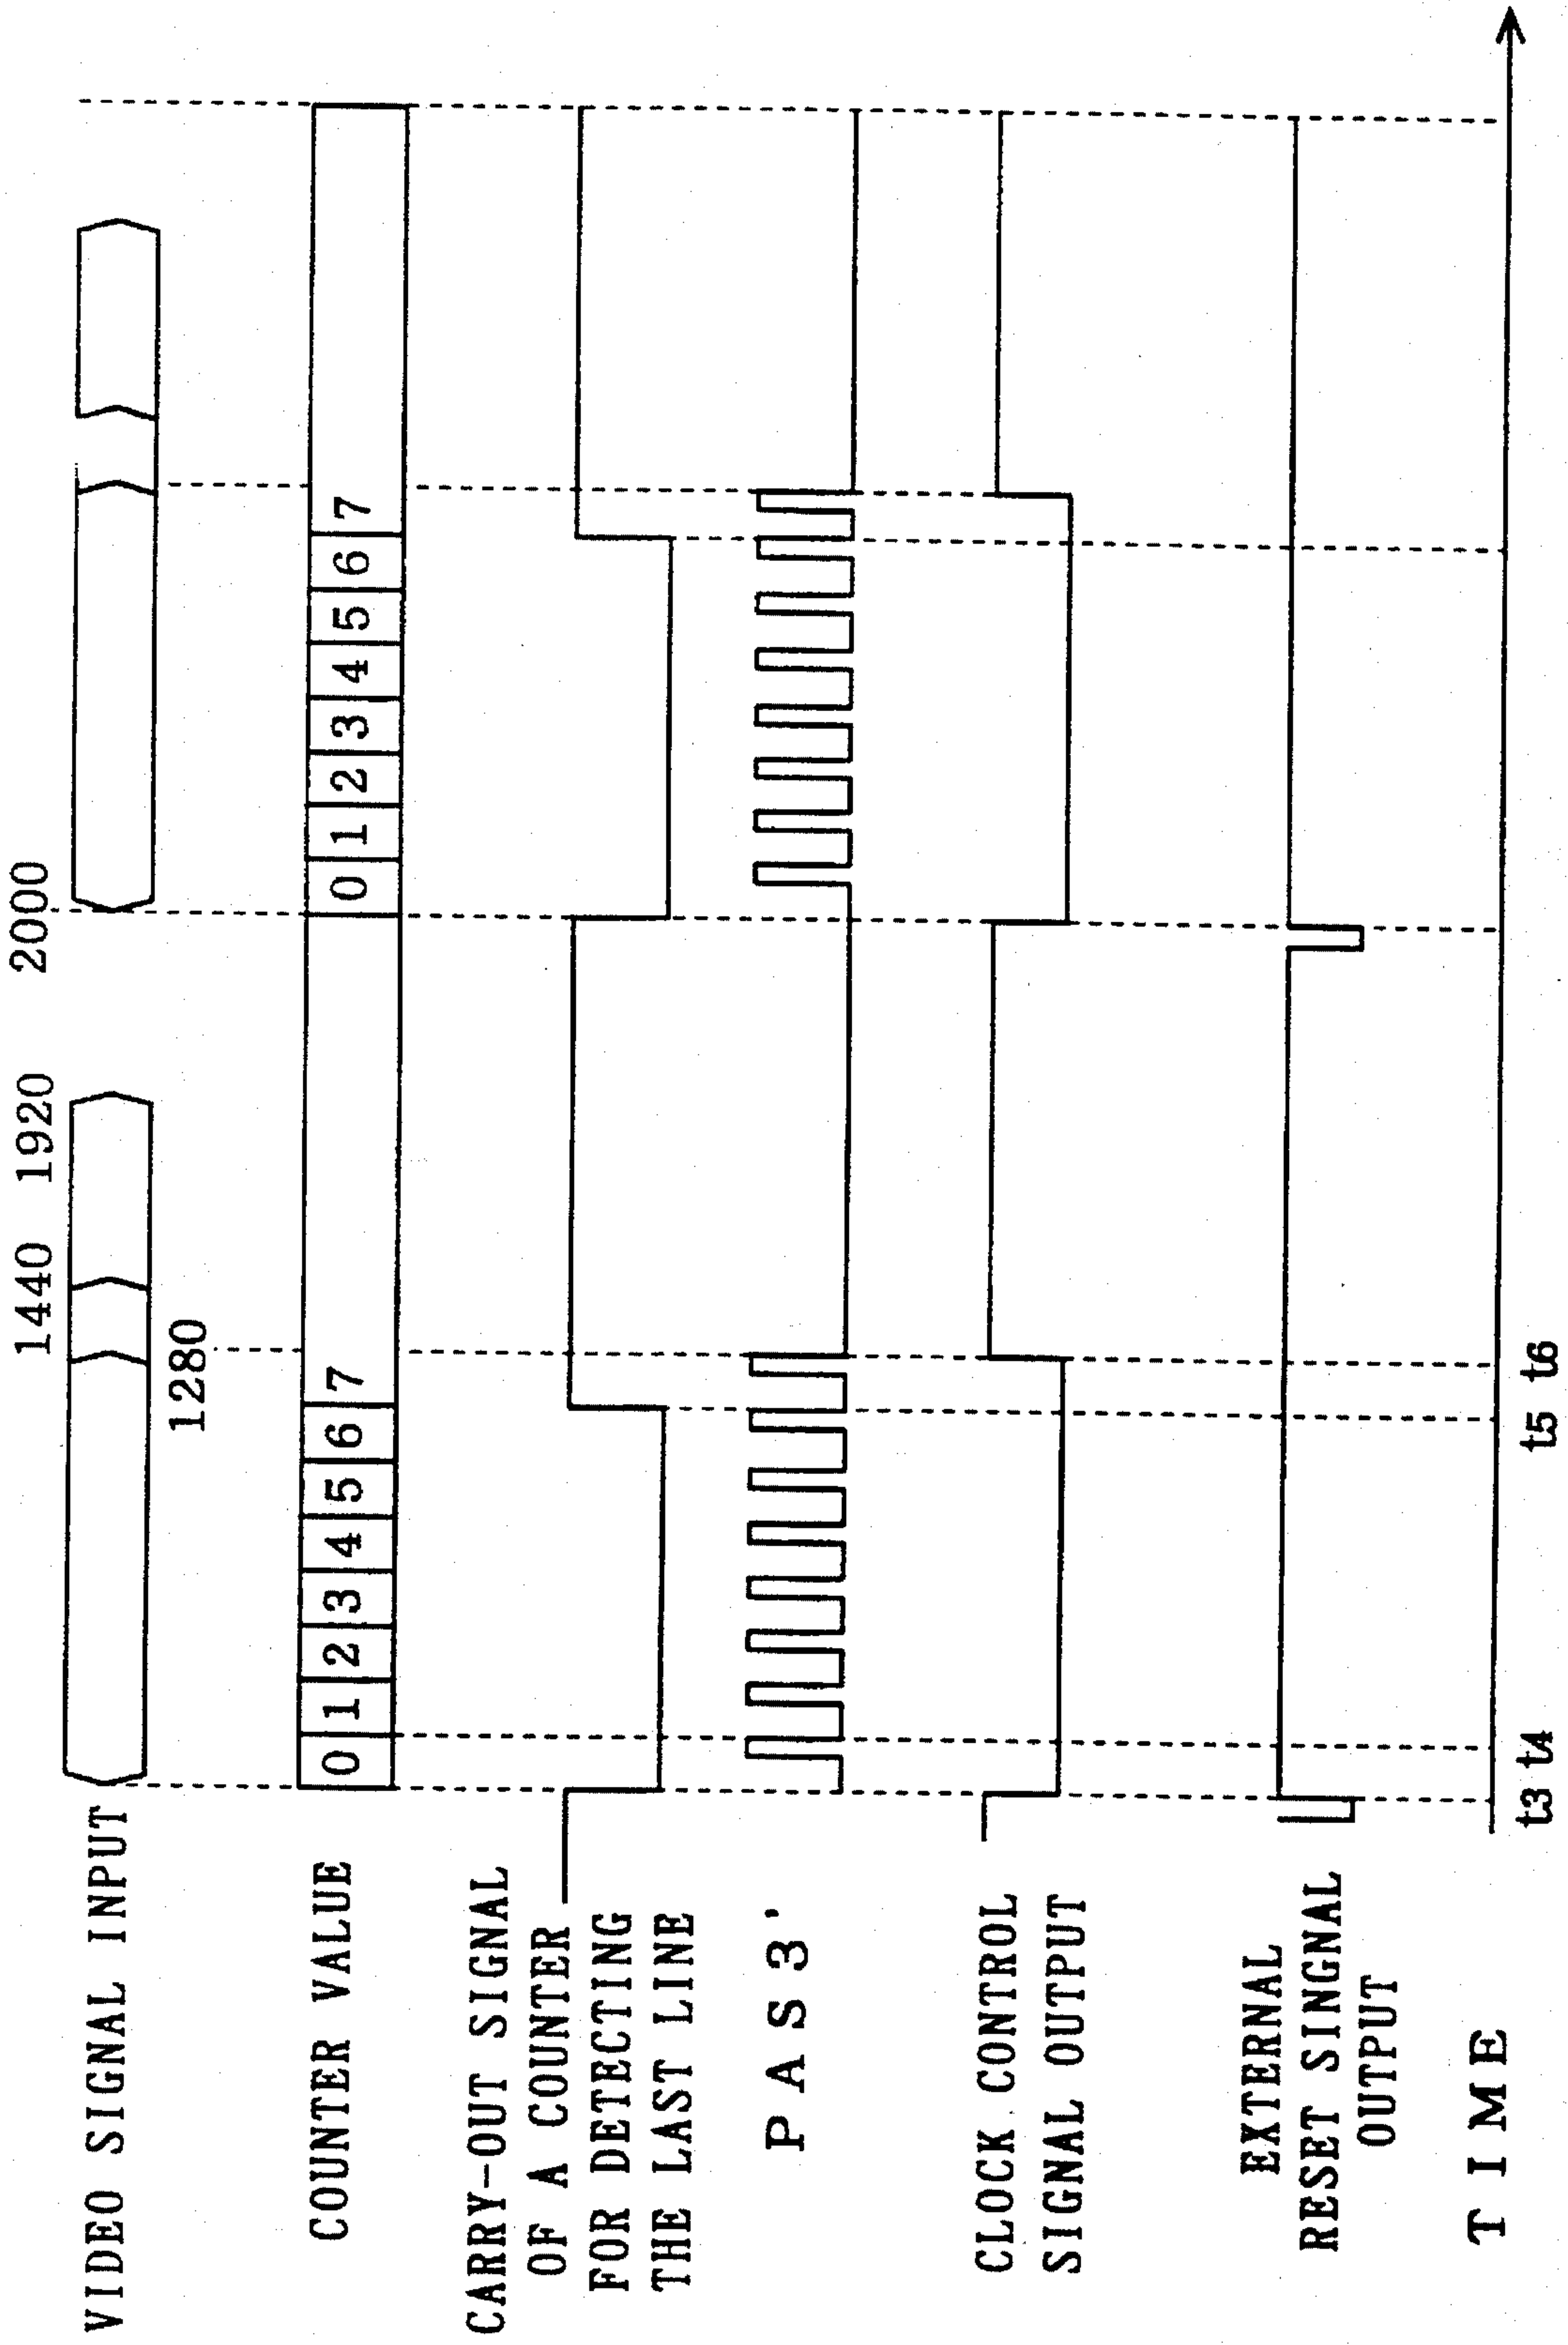 1440 1920 2000
VIDEO SIGNAL INPUT
1280
COUNTER VALUE
0 1 2 3 4 5 6 7 0 1 2 3 4 5 6 7
CARRY-OUT SIGNAL
OF A COUNTER
FOR DETECTING
THE LAST LINE
PAS3'
CLOCK CONTROL
SIGNAL OUTPUT
EXTERNAL
RESET SINGNAL
OUTPUT
TIME
t3 t4 t5 t6